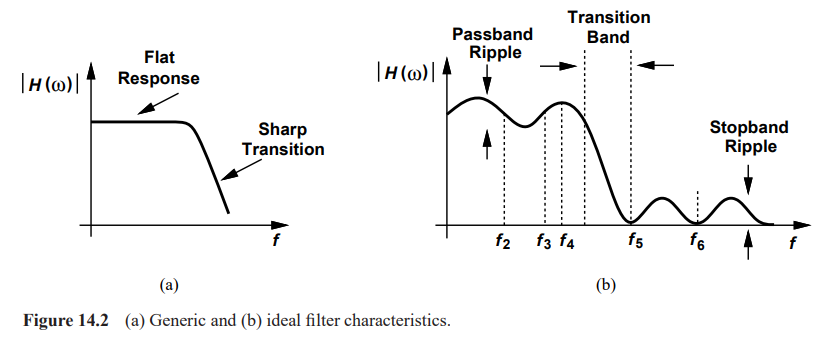 Flat
Response
|H(ω)|
Sharp
Transition
f
(a)
Transition
Band
Passband
Ripple
|H(ω)|
Stopband
Ripple
f2 f3 f4 f5 f6 f
(b)
Figure 14.2 (a) Generic and (b) ideal filter characteristics.